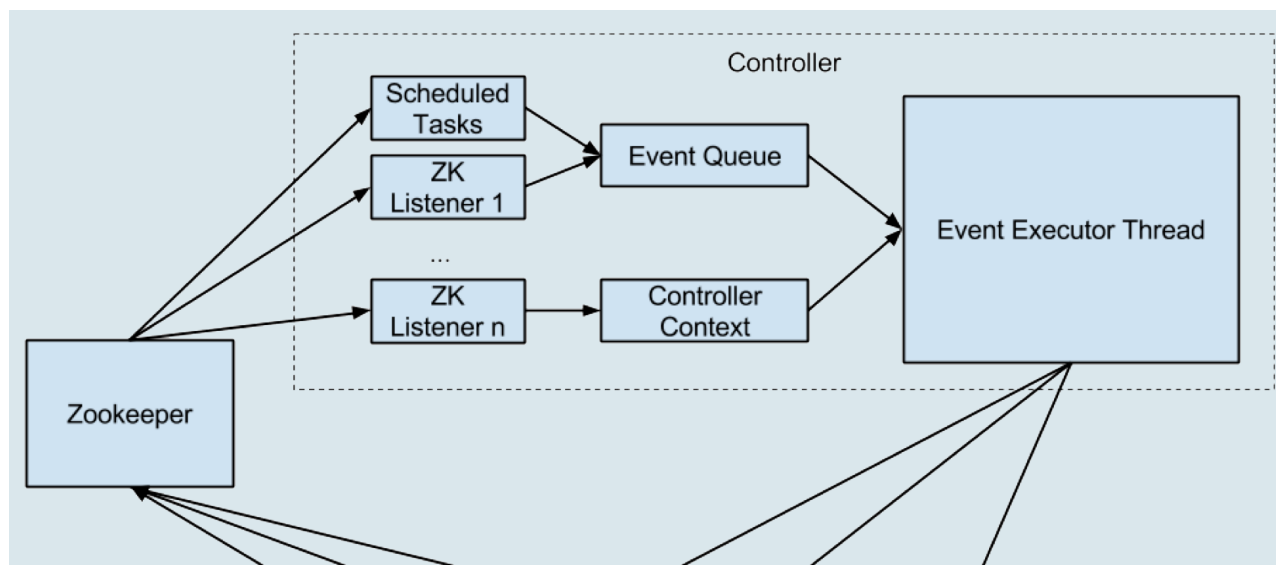 Controller
Scheduled
Tasks
ZK
Listener 1
Event Queue
Event Executor Thread
...
ZK
Listener n
Controller
Context
Zookeeper